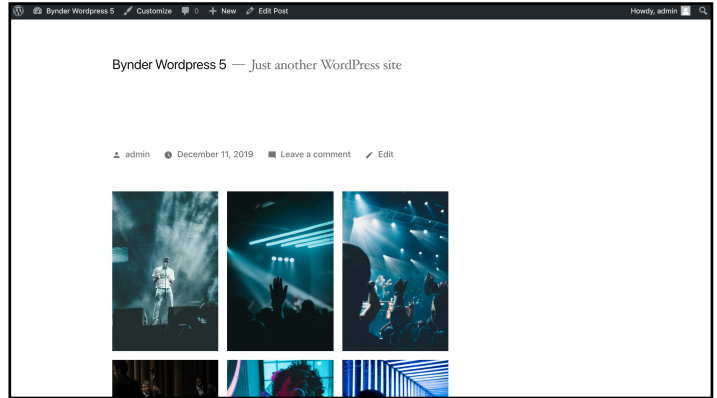 Bynder Wordpress 5 Customize 0 New Edit Post Howdy, admin
Bynder Wordpress 5 — Just another WordPress site
admin December 11, 2019 Leave a comment Edit